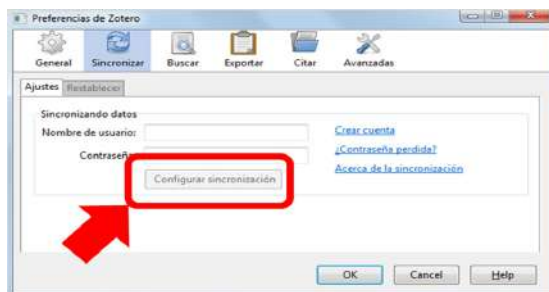 Preferencias de Zotero
General Sincronizar Buscar Exportar Citar Avanzadas
Ajustes Restablecer
Sincronizando datos
Nombre de usuario: Crear cuenta
Contraseña: ¿Contraseña perdida?
Configurar sincronización Acerca de la sincronización
OK Cancel Help